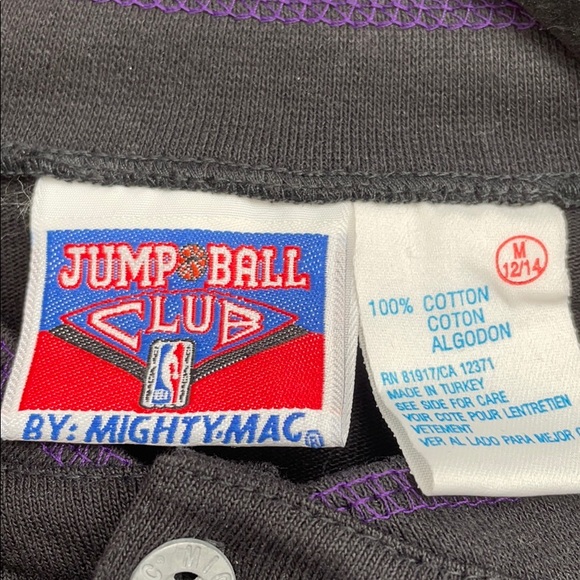 JUMP BALL
CLUB
BY: MIGHTY-MAC®
M
12/14
100% COTTON
COTON
ALGODON
RN 81917/CA 12371
MADE IN TURKEY
SEE SIDE FOR CARE
VOIR COTE POUR LENTRETIEN
VETEMENT
VER AL LADO PARA MEJOR